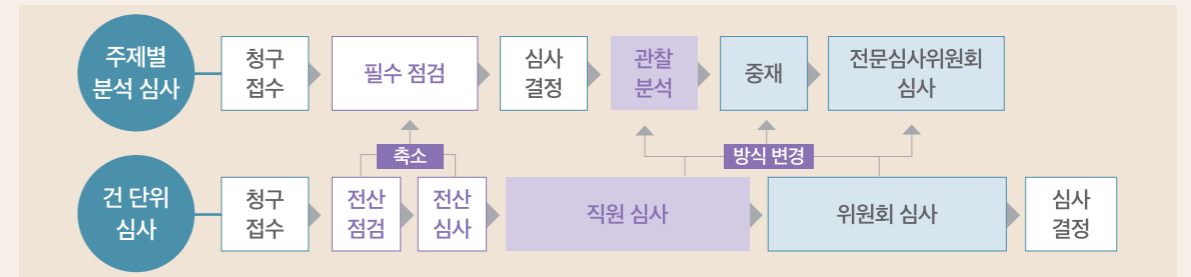 주제별
분석 심사
청구
접수
필수 점검
심사
결정
관찰
분석
중재
전문심사위원회
심사
축소
방식 변경
건 단위
심사
청구
접수
전산
점검
전산
심사
직원 심사
위원회 심사
심사
결정